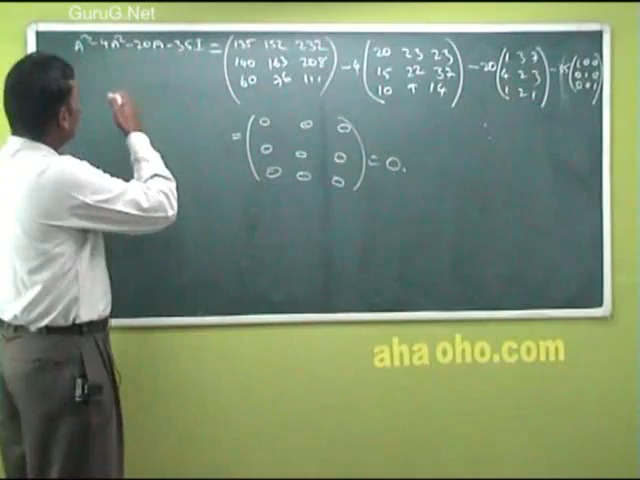 GuruG.Net
A³ - 4A² - 20A - 35I = (135 152 232) - 4 (20 23 23) - 20 (1 3 7) - 35 (1 0 0)
(140 163 208) (15 22 37) (4 2 3) (0 1 0)
(60 76 111) (10 9 14) (1 2 1) (0 0 1)
= (0 0 0)
(0 0 0) = 0.
(0 0 0)
aha oho.com